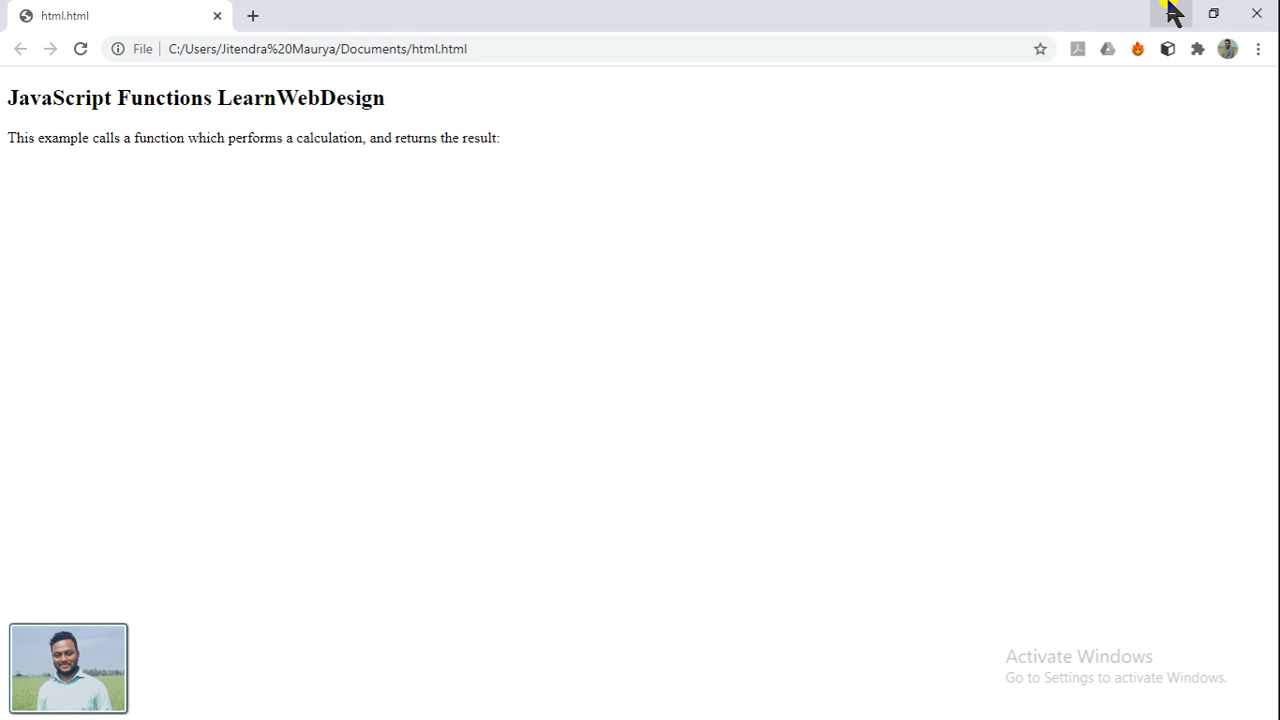 html.html
File
C:/Users/Jitendra%20Maurya/Documents/html.html
JavaScript Functions LearnWebDesign
This example calls a function which performs a calculation, and returns the result:
Activate Windows
Go to Settings to activate Windows.